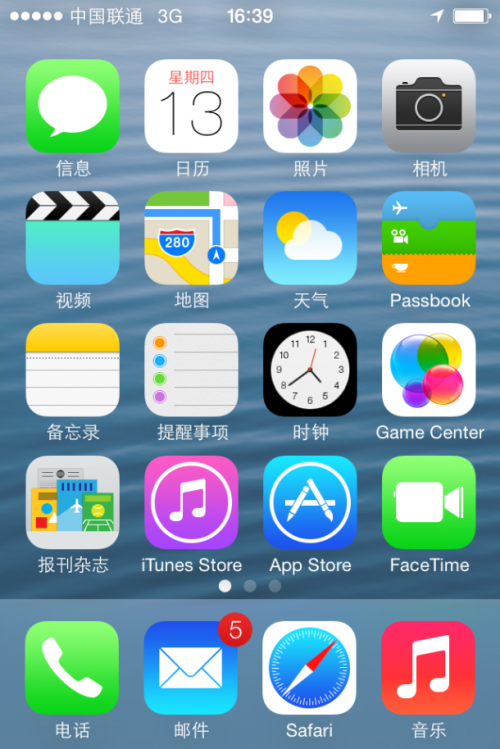 中国联通 3G 16:39
星期四
13
信息 日历 照片 相机
280
视频 地图 天气 Passbook
12 1 2 3 4 5 6 7 8 9 10 11
备忘录 提醒事项 时钟 Game Center
报刊杂志 iTunes Store App Store FaceTime
5
电话 邮件 Safari 音乐